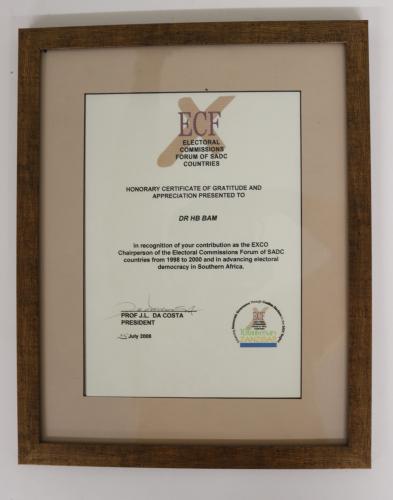 ECF
ELECTORAL
COMMISSIONS
FORUM OF SADC
COUNTRIES
HONORARY CERTIFICATE OF GRATITUDE AND
APPRECIATION PRESENTED TO
DR HB BAM
in recognition of your contribution as the EXCO
Chairperson of the Electoral Commissions Forum of SADC
countries from 1998 to 2000 and in advancing electoral
democracy in Southern Africa.
PROF J.L. DA COSTA
PRESIDENT
July 2008
ZANZIBAR